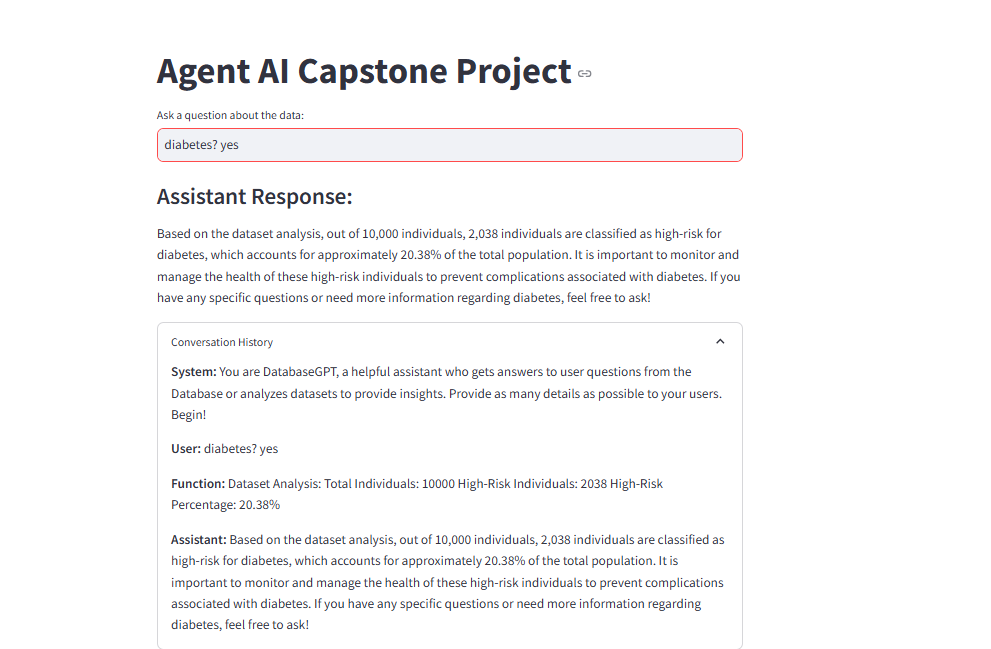 Agent AI Capstone Project
Ask a question about the data:
diabetes? yes
Assistant Response:
Based on the dataset analysis, out of 10,000 individuals, 2,038 individuals are classified as high-risk for
diabetes, which accounts for approximately 20.38% of the total population. It is important to monitor and
manage the health of these high-risk individuals to prevent complications associated with diabetes. If you
have any specific questions or need more information regarding diabetes, feel free to ask!
Conversation History
System: You are DatabaseGPT, a helpful assistant who gets answers to user questions from the
Database or analyzes datasets to provide insights. Provide as many details as possible to your users.
Begin!
User: diabetes? yes
Function: Dataset Analysis: Total Individuals: 10000 High-Risk Individuals: 2038 High-Risk
Percentage: 20.38%
Assistant: Based on the dataset analysis, out of 10,000 individuals, 2,038 individuals are classified as
high-risk for diabetes, which accounts for approximately 20.38% of the total population. It is
important to monitor and manage the health of these high-risk individuals to prevent complications
associated with diabetes. If you have any specific questions or need more information regarding
diabetes, feel free to ask!